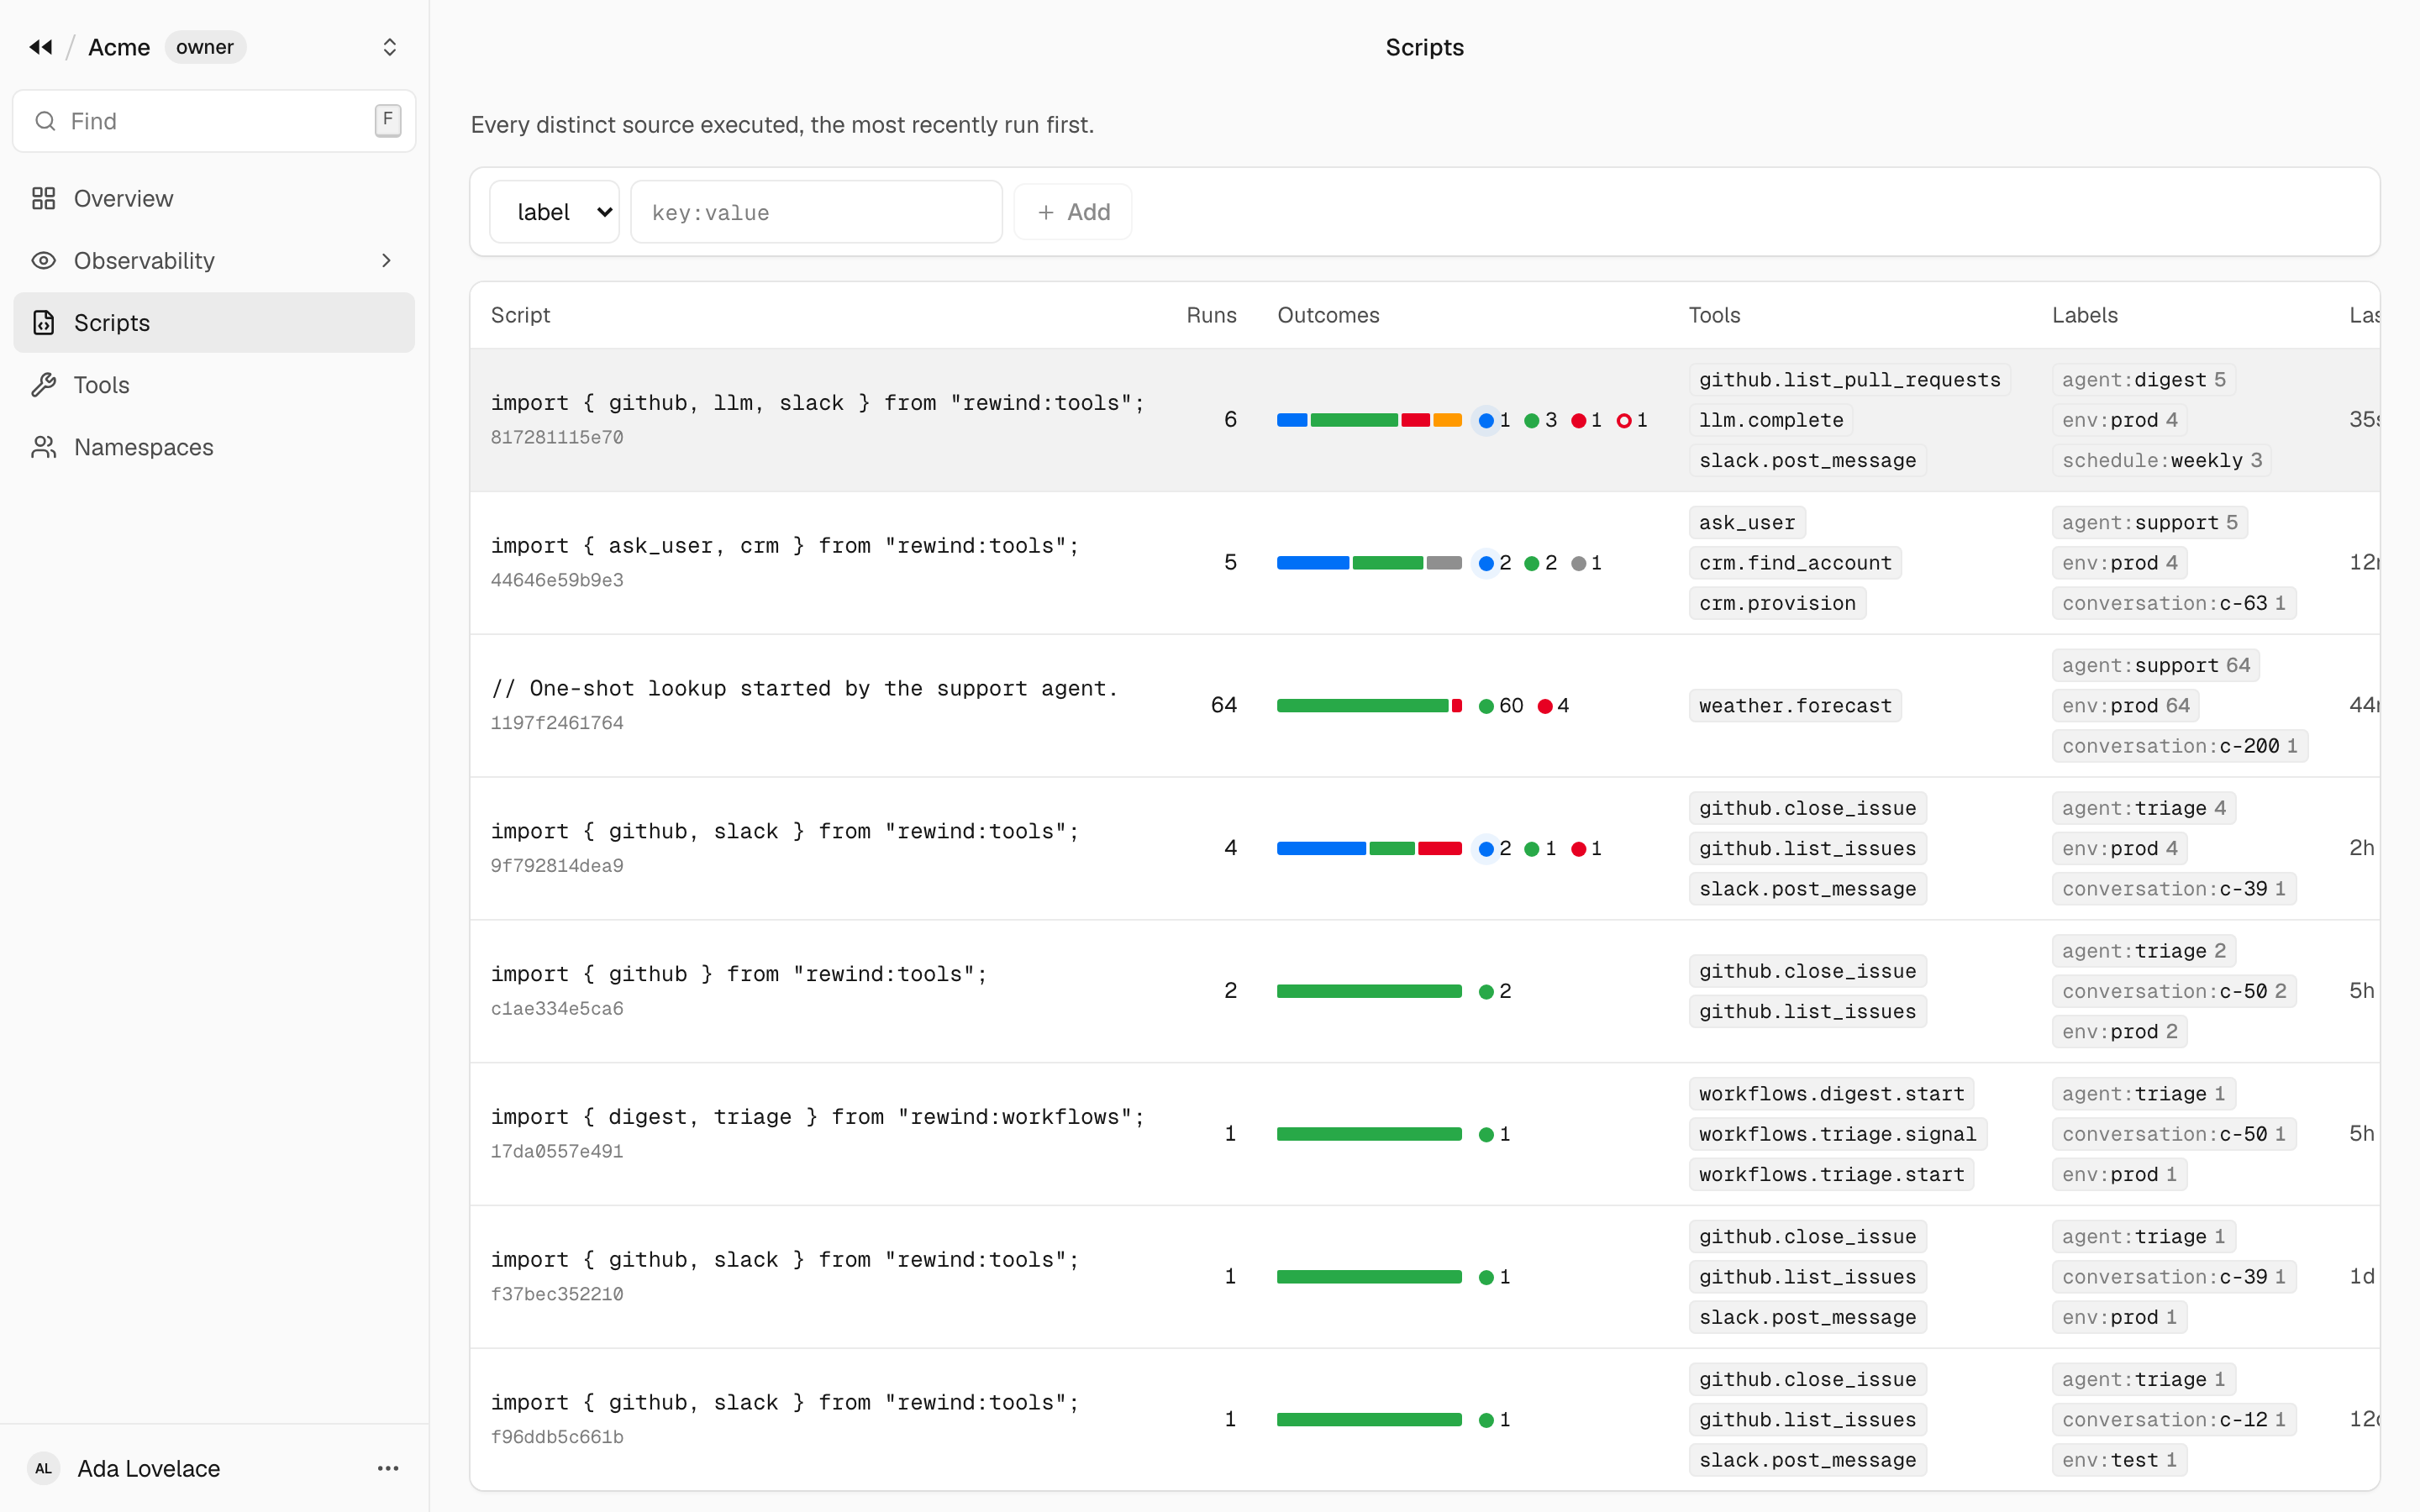 / Acme owner
Find F
Overview
Observability
Scripts
Tools
Namespaces
AL Ada Lovelace
Scripts
Every distinct source executed, the most recently run first.
label key:value + Add
Script Runs Outcomes Tools Labels
import { github, llm, slack } from "rewind:tools";
817281115e70
6
1 3 1 1
github.list_pull_requests
llm.complete
slack.post_message
agent:digest 5
env:prod 4
schedule:weekly 3
import { ask_user, crm } from "rewind:tools";
44646e59b9e3
5
2 2 1
ask_user
crm.find_account
crm.provision
agent:support 5
env:prod 4
conversation:c-63 1
// One-shot lookup started by the support agent.
1197f2461764
64
60 4
weather.forecast
agent:support 64
env:prod 64
conversation:c-200 1
import { github, slack } from "rewind:tools";
9f792814dea9
4
2 1 1
github.close_issue
github.list_issues
slack.post_message
agent:triage 4
env:prod 4
conversation:c-39 1
2h
import { github } from "rewind:tools";
c1ae334e5ca6
2
2
github.close_issue
github.list_issues
agent:triage 2
conversation:c-50 2
env:prod 2
5h
import { digest, triage } from "rewind:workflows";
17da0557e491
1
1
workflows.digest.start
workflows.triage.signal
workflows.triage.start
agent:triage 1
conversation:c-50 1
env:prod 1
5h
import { github, slack } from "rewind:tools";
f37bec352210
1
1
github.close_issue
github.list_issues
slack.post_message
agent:triage 1
conversation:c-39 1
env:prod 1
1d
import { github, slack } from "rewind:tools";
f96ddb5c661b
1
1
github.close_issue
github.list_issues
slack.post_message
agent:triage 1
conversation:c-12 1
env:test 1